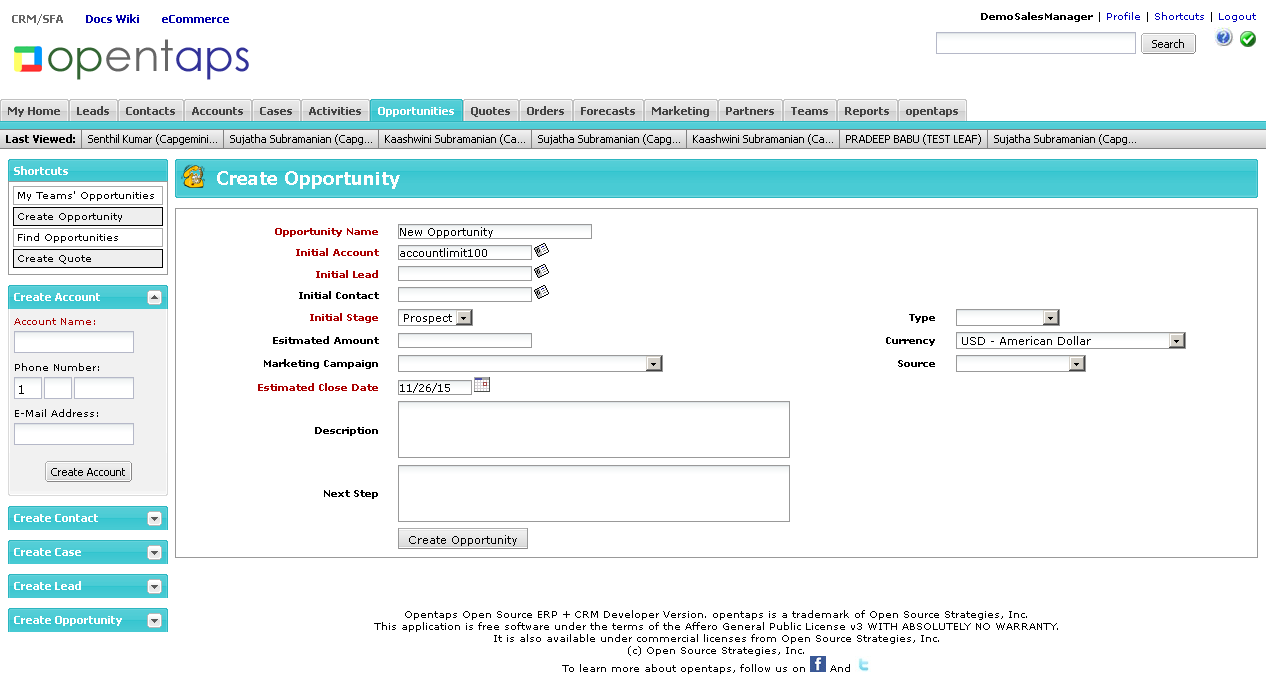 CRM/SFA Docs Wiki eCommerce
DemoSalesManager | Profile | Shortcuts | Logout
opentaps
Search
?
My Home Leads Contacts Accounts Cases Activities Opportunities Quotes Orders Forecasts Marketing Partners Teams Reports opentaps
Last Viewed: Senthil Kumar (Capgemini... Sujatha Subramanian (Capg... Kaashwini Subramanian (Ca... Sujatha Subramanian (Capg... Kaashwini Subramanian (Ca... PRADEEP BABU (TEST LEAF) Sujatha Subramanian (Capg...
Shortcuts
My Teams' Opportunities
Create Opportunity
Find Opportunities
Create Quote
Create Account
Account Name:
Phone Number:
1
E-Mail Address:
Create Account
Create Contact
Create Case
Create Lead
Create Opportunity
Create Opportunity
Opportunity Name New Opportunity
Initial Account accountlimit100
Initial Lead
Initial Contact
Initial Stage Prospect Type
Esitmated Amount Currency USD - American Dollar
Marketing Campaign Source
Estimated Close Date 11/26/15
Description
Next Step
Create Opportunity
Opentaps Open Source ERP + CRM Developer Version. opentaps is a trademark of Open Source Strategies, Inc.
This application is free software under the terms of the Affero General Public License v3 WITH ABSOLUTELY NO WARRANTY.
It is also available under commercial licenses from Open Source Strategies, Inc.
(c) Open Source Strategies, Inc.
To learn more about opentaps, follow us on f And t